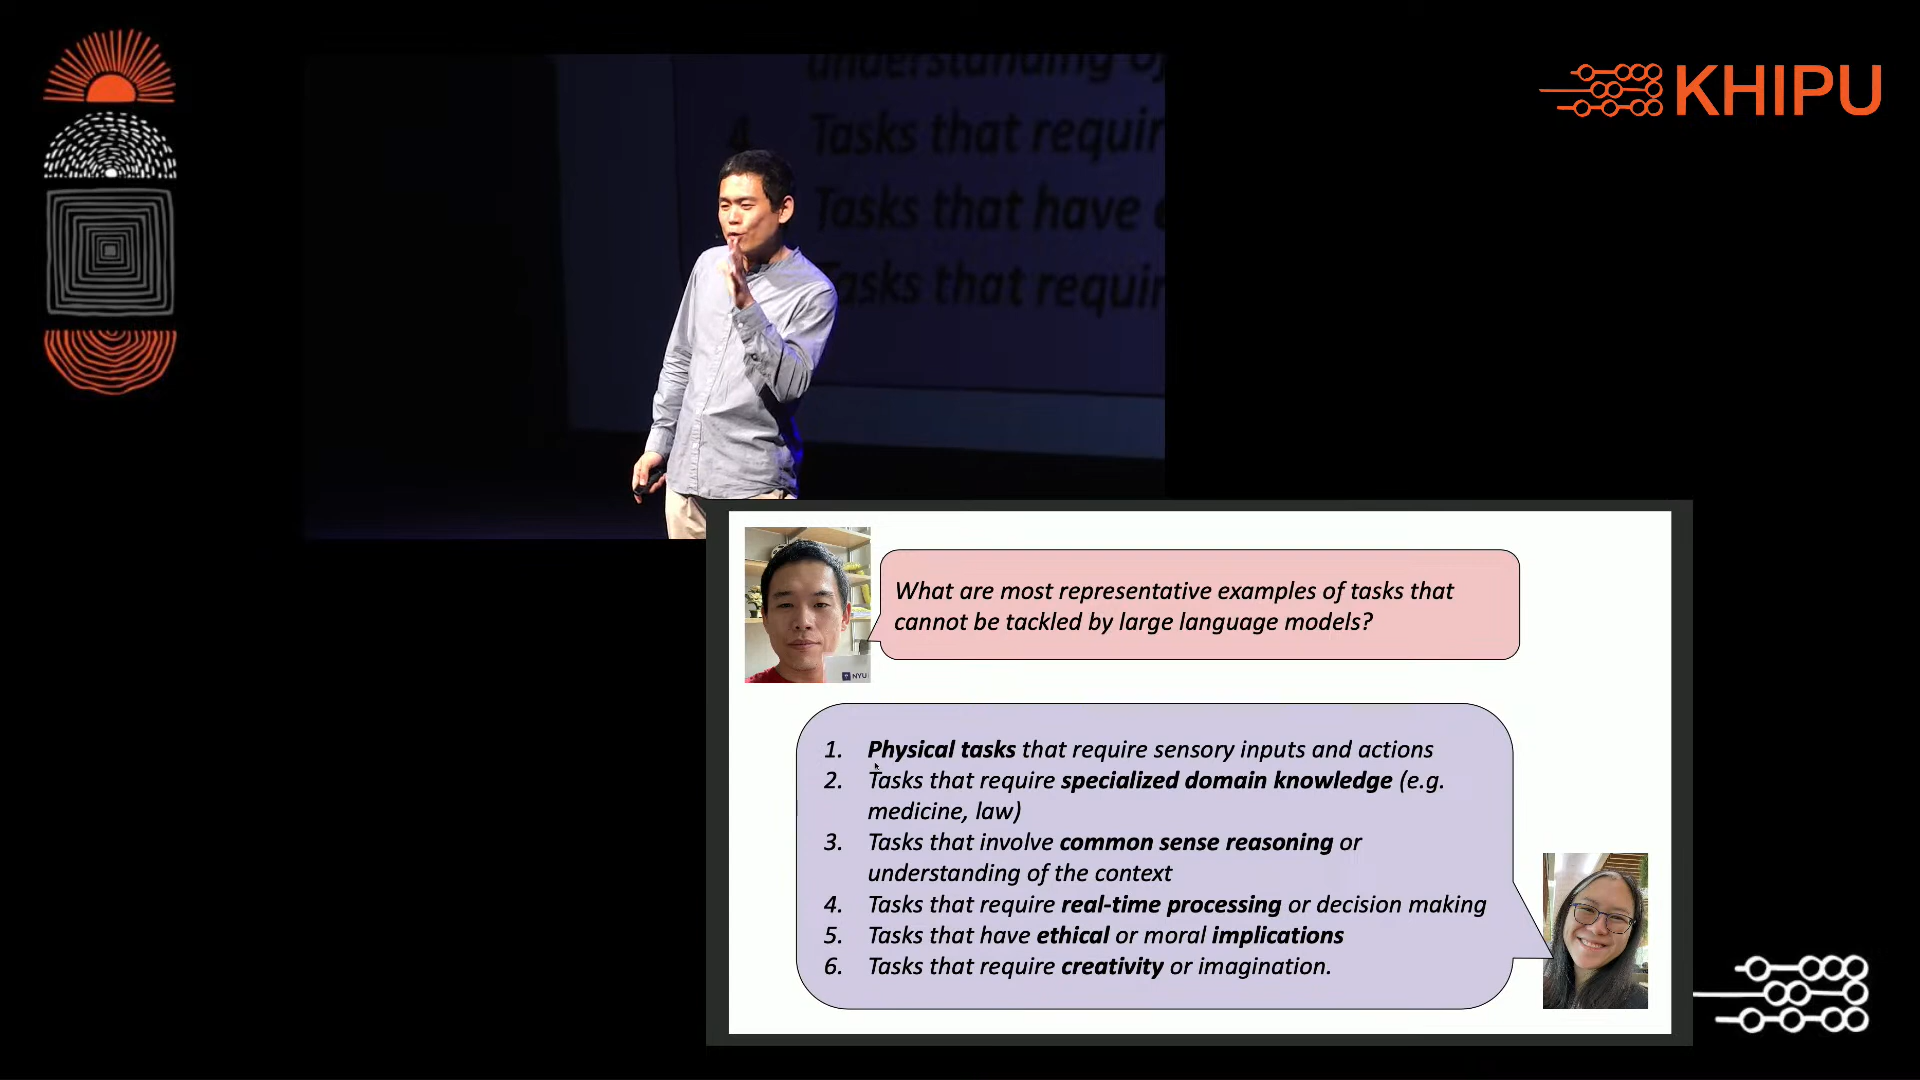 understanding of
4. Tasks that requir
Tasks that have
Tasks that requir
KHIPU
What are most representative examples of tasks that
cannot be tackled by large language models?
NYU
1. Physical tasks that require sensory inputs and actions
2. Tasks that require specialized domain knowledge (e.g.
medicine, law)
3. Tasks that involve common sense reasoning or
understanding of the context
4. Tasks that require real-time processing or decision making
5. Tasks that have ethical or moral implications
6. Tasks that require creativity or imagination.